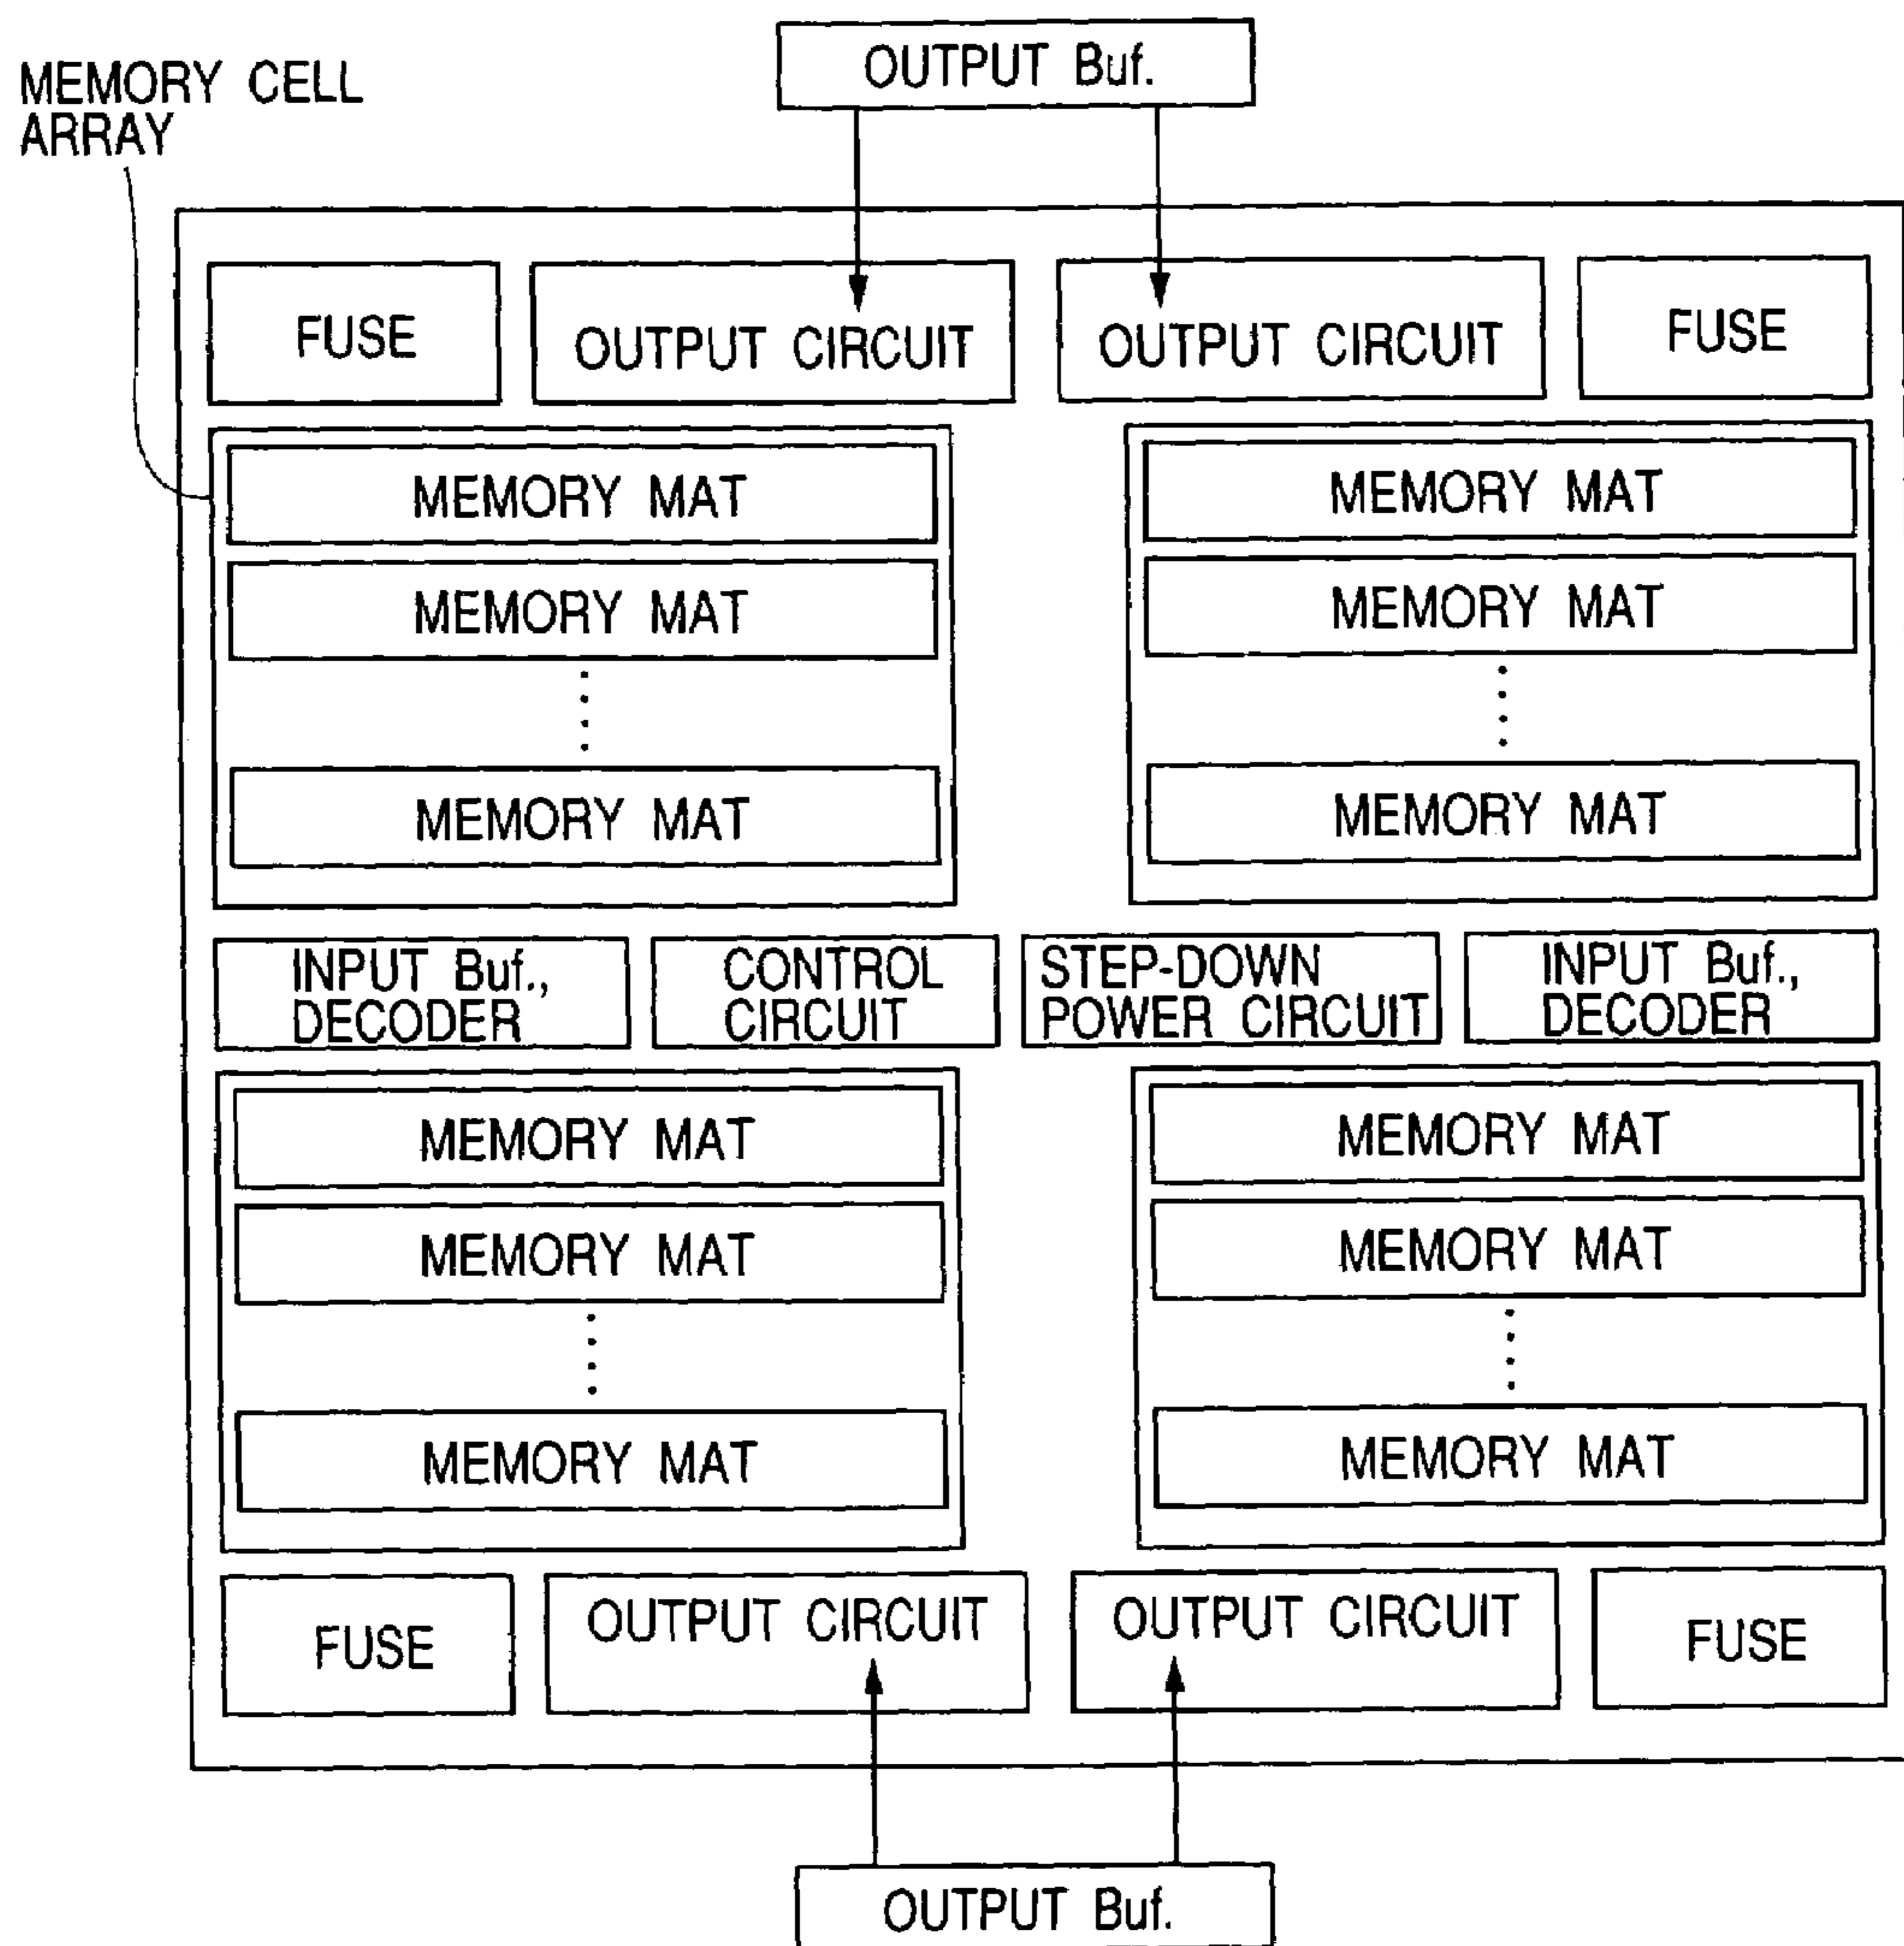 OUTPUT Buf.
MEMORY CELL
ARRAY
FUSE
OUTPUT CIRCUIT
OUTPUT CIRCUIT
FUSE
MEMORY MAT
MEMORY MAT
MEMORY MAT
MEMORY MAT
MEMORY MAT
MEMORY MAT
INPUT Buf.,
DECODER
CONTROL
CIRCUIT
STEP-DOWN
POWER CIRCUIT
INPUT Buf.,
DECODER
MEMORY MAT
MEMORY MAT
MEMORY MAT
MEMORY MAT
MEMORY MAT
MEMORY MAT
FUSE
OUTPUT CIRCUIT
OUTPUT CIRCUIT
FUSE
OUTPUT Buf.